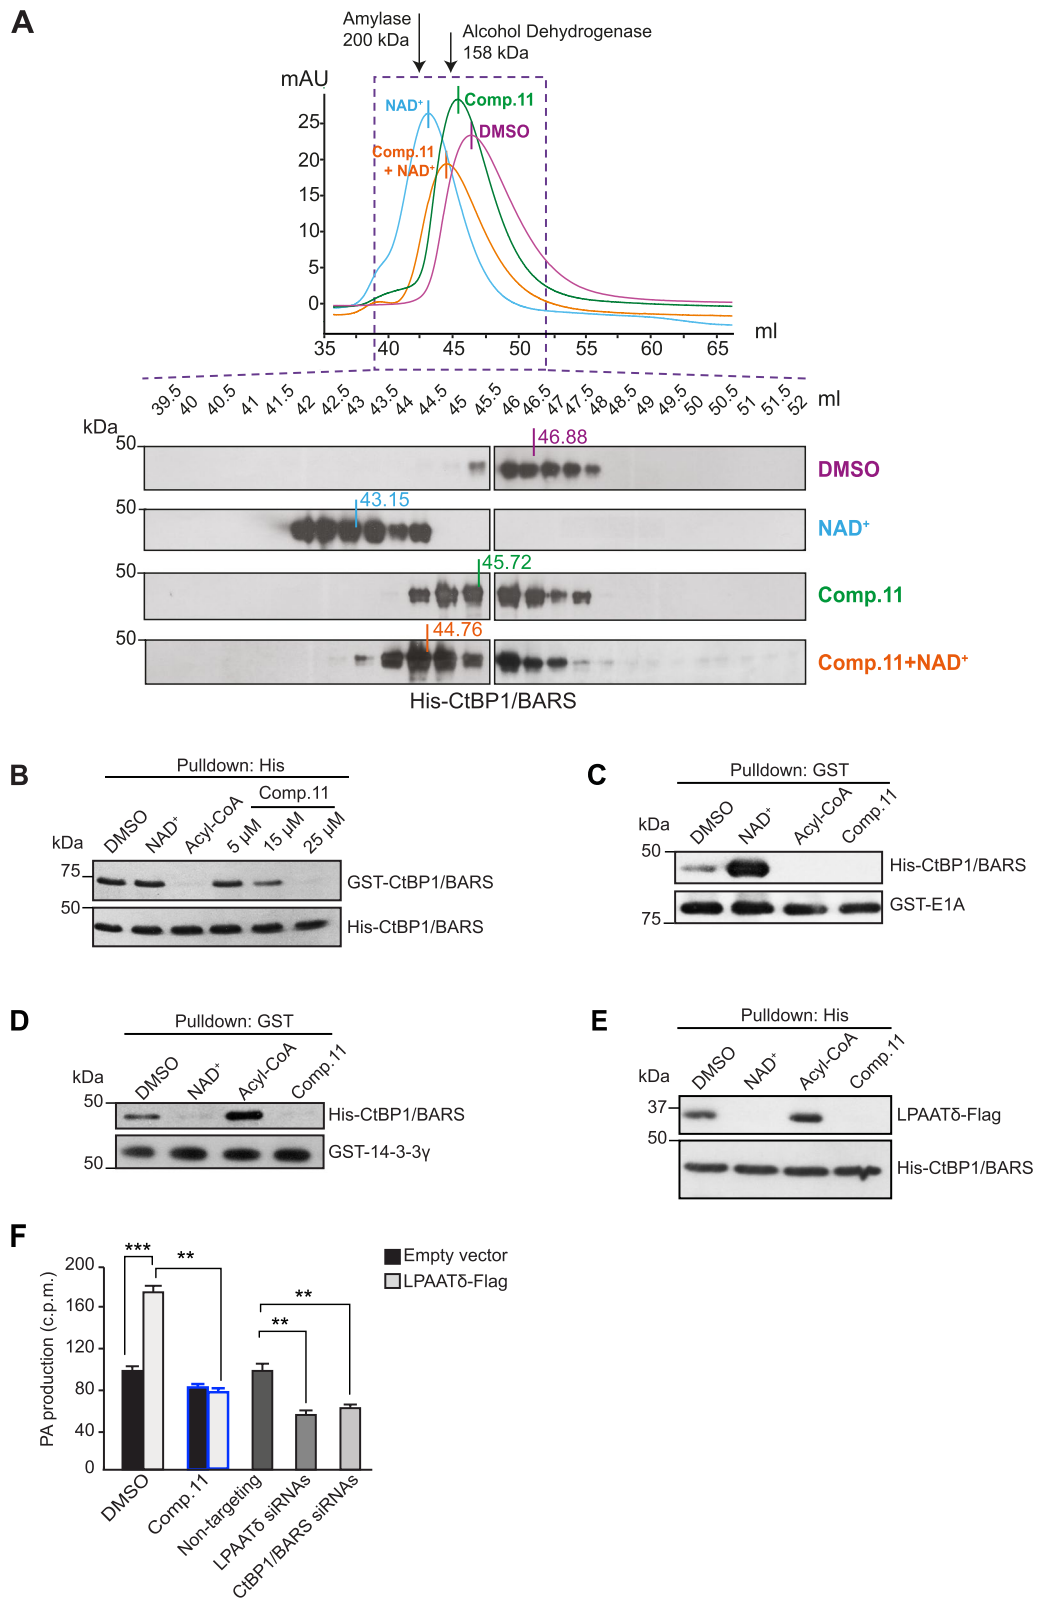 A
Amylase
200 kDa
Alcohol Dehydrogenase
158 kDa
mAU
NAD+
Comp.11
DMSO
Comp.11
+ NAD+
25
20
15
10
5
0
35 40 45 50 55 60 65 ml
39.5 40 40.5 41 41.5 42 42.5 43 43.5 44 44.5 45 45.5 46 46.5 47 47.5 48 48.5 49 49.5 50 50.5 51 51.5 52 ml
kDa
50 46.88 DMSO
50 43.15 NAD+
50 45.72 Comp.11
50 44.76 Comp.11+NAD+
His-CtBP1/BARS
B
Pulldown: His
Comp.11
DMSO NAD+ Acyl-CoA 5 µM 15 µM 25 µM
kDa
75 GST-CtBP1/BARS
50 His-CtBP1/BARS
C
Pulldown: GST
DMSO NAD+ Acyl-CoA Comp.11
kDa
50 His-CtBP1/BARS
75 GST-E1A
D
Pulldown: GST
DMSO NAD+ Acyl-CoA Comp.11
kDa
50 His-CtBP1/BARS
50 GST-14-3-3γ
E
Pulldown: His
DMSO NAD+ Acyl-CoA Comp.11
kDa
37 LPAATδ-Flag
50 His-CtBP1/BARS
F
PA production (c.p.m.)
200
160
120
80
40
0
*** ** ** **
Empty vector
LPAATδ-Flag
DMSO Comp.11 Non-targeting LPAATδ siRNAs CtBP1/BARS siRNAs